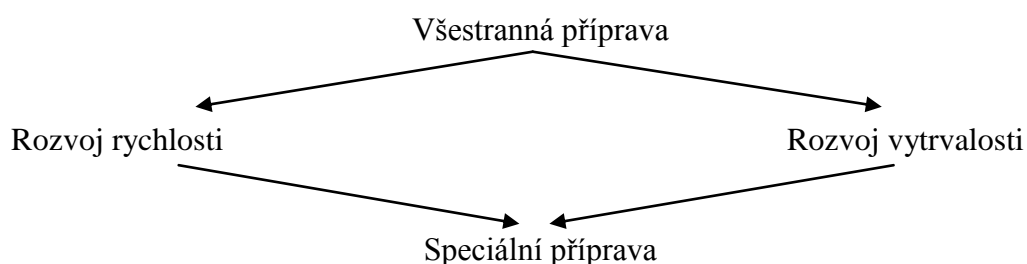 Všestranná příprava
Rozvoj rychlosti Rozvoj vytrvalosti
Speciální příprava